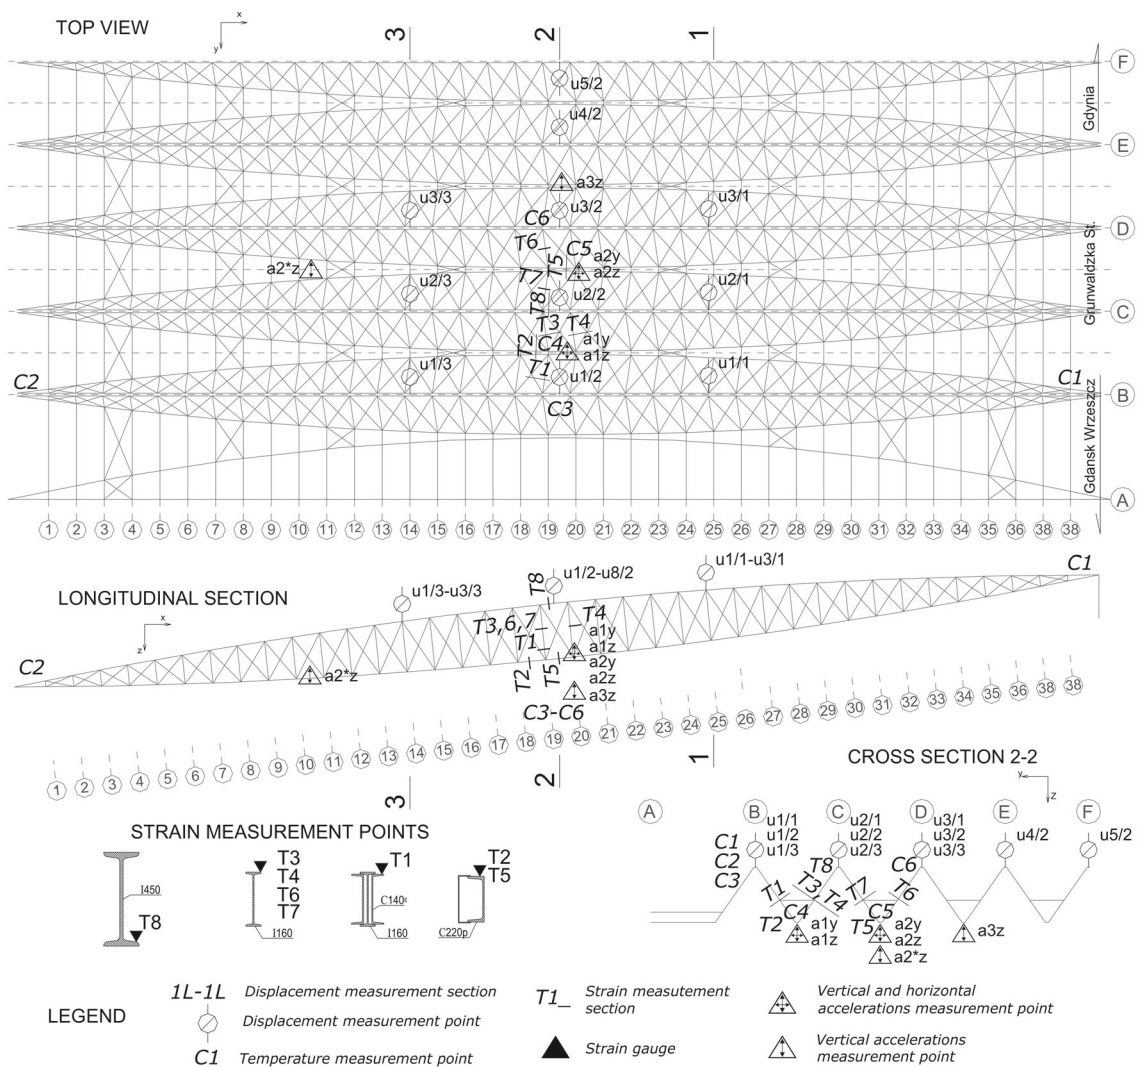 TOP VIEW
x
y
3
2
1
F
u5/2
Gdynia
u4/2
E
a3z
u3/3
u3/2
u3/1
C6
D
T6
C5
a2y
a2z
T5
a2*z
T7
u2/3
T8
u2/2
u2/1
Grunwaldzka St.
C
T3
T4
T2
C4
a1y
a1z
u1/3
T1
u1/2
u1/1
C2
C3
C1
B
Gdansk Wrzeszcz
A
1 2 3 4 5 6 7 8 9 10 11 12 13 14 15 16 17 18 19 20 21 22 23 24 25 26 27 28 29 30 31 32 33 34 35 36 38
LONGITUDINAL SECTION
x
z
u1/3-u3/3
T8
u1/2-u8/2
u1/1-u3/1
C1
T3,6,7
T4
T1
a1y
a1z
a2y
a2z
a3z
C2
a2*z
T2
T5
C3-C6
1 2 3 4 5 6 7 8 9 10 11 12 13 14 15 16 17 18 19 20 21 22 23 24 25 26 27 28 29 30 31 32 33 34 35 36 38 38
3
2
1
STRAIN MEASUREMENT POINTS
I450
T8
T3
T4
T6
T7
I160
T1
C140E
I160
T2
T5
C220p
CROSS SECTION 2-2
y
z
A
B
C
D
E
F
C1
C2
C3
u1/1
u1/2
u1/3
u2/1
u2/2
u2/3
u3/1
u3/2
u3/3
u4/2
u5/2
T8
C6
T1
T3, T4
T7
T6
T2
C4
a1y
a1z
T5
C5
a2y
a2z
a2*z
a3z
LEGEND
1L-1L Displacement measurement section
Displacement measurement point
C1 Temperature measurement point
T1_ Strain measutement
section
Strain gauge
Vertical and horizontal
accelerations measurement point
Vertical accelerations
measurement point